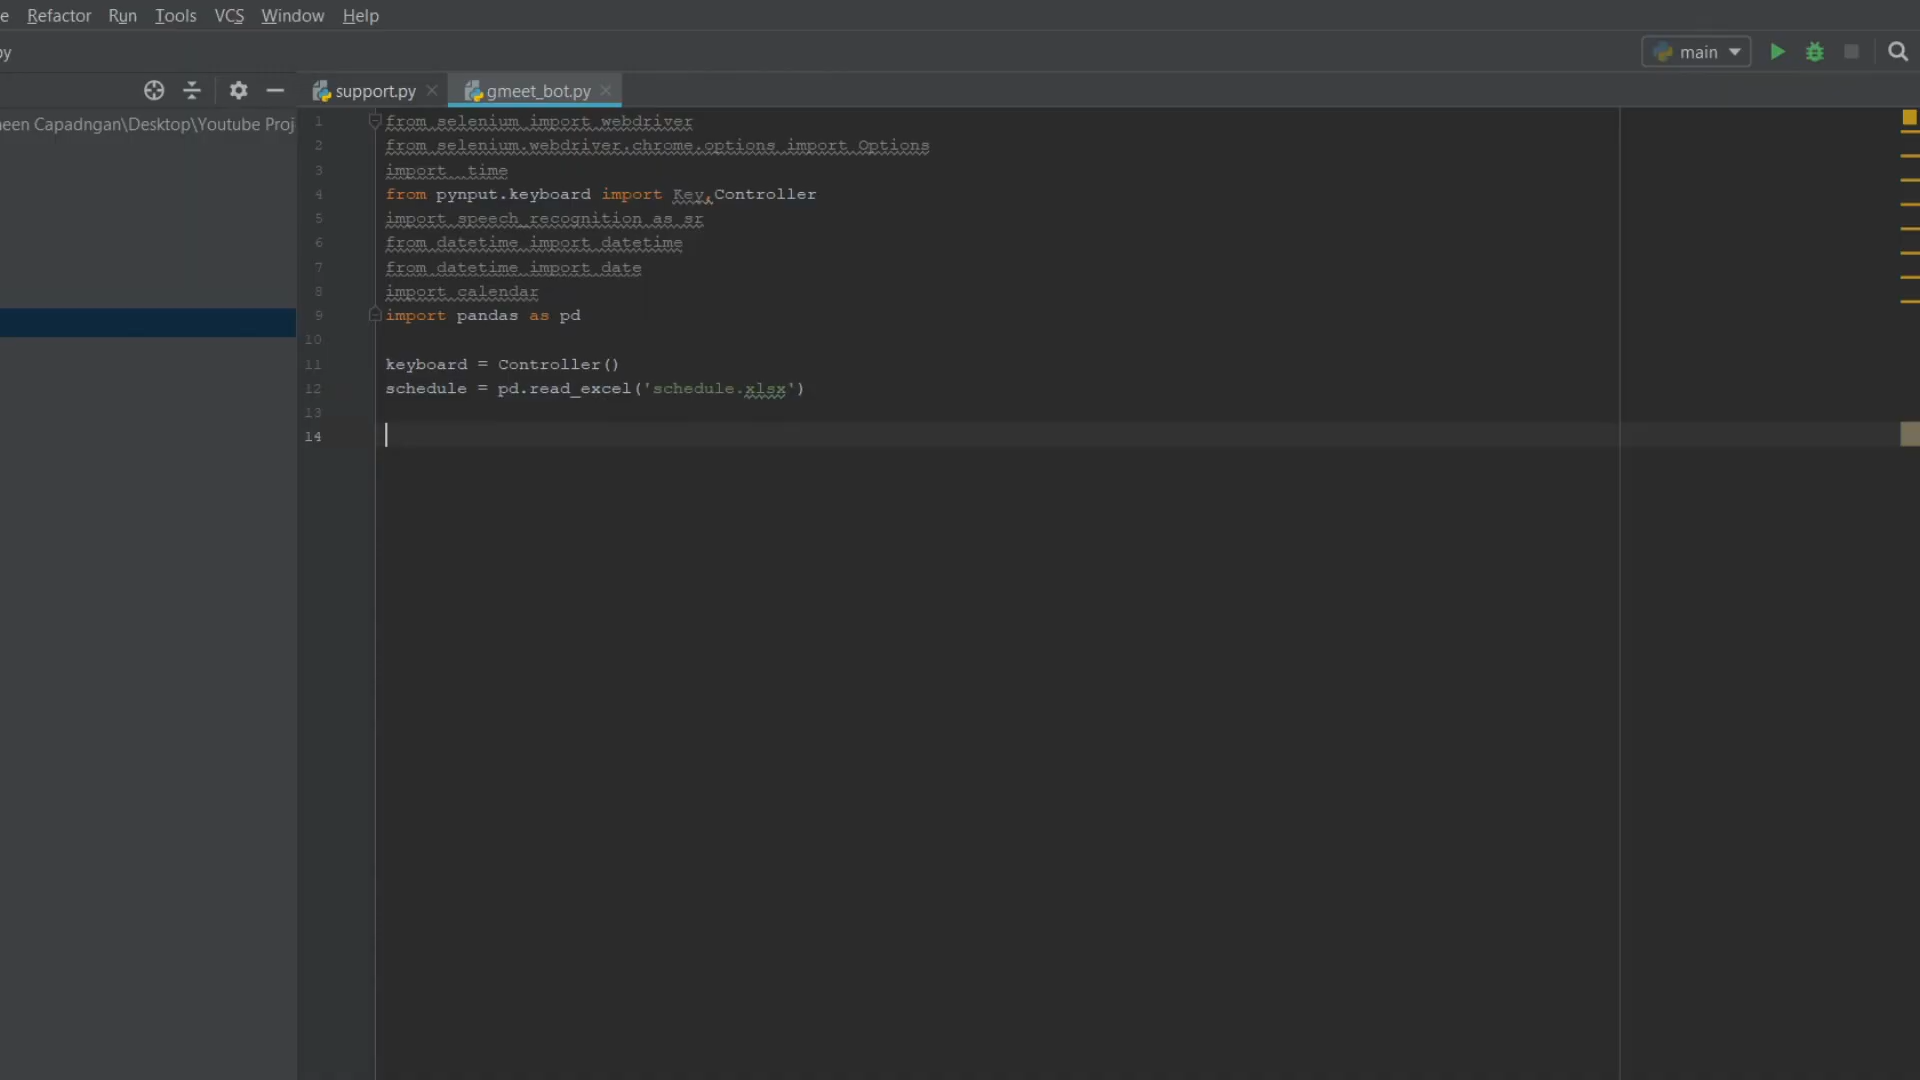 Refactor Run Tools VCS Window Help
main
support.py gmeet_bot.py
Capadngan\Desktop\Youtube
1 from selenium import webdriver
2 from selenium.webdriver.chrome.options import Options
3 import time
4 from pynput.keyboard import Key,Controller
5 import speech_recognition as sr
6 from datetime import datetime
7 from datetime import date
8 import calendar
9 import pandas as pd
10
11 keyboard = Controller()
12 schedule = pd.read_excel('schedule.xlsx')
13
14